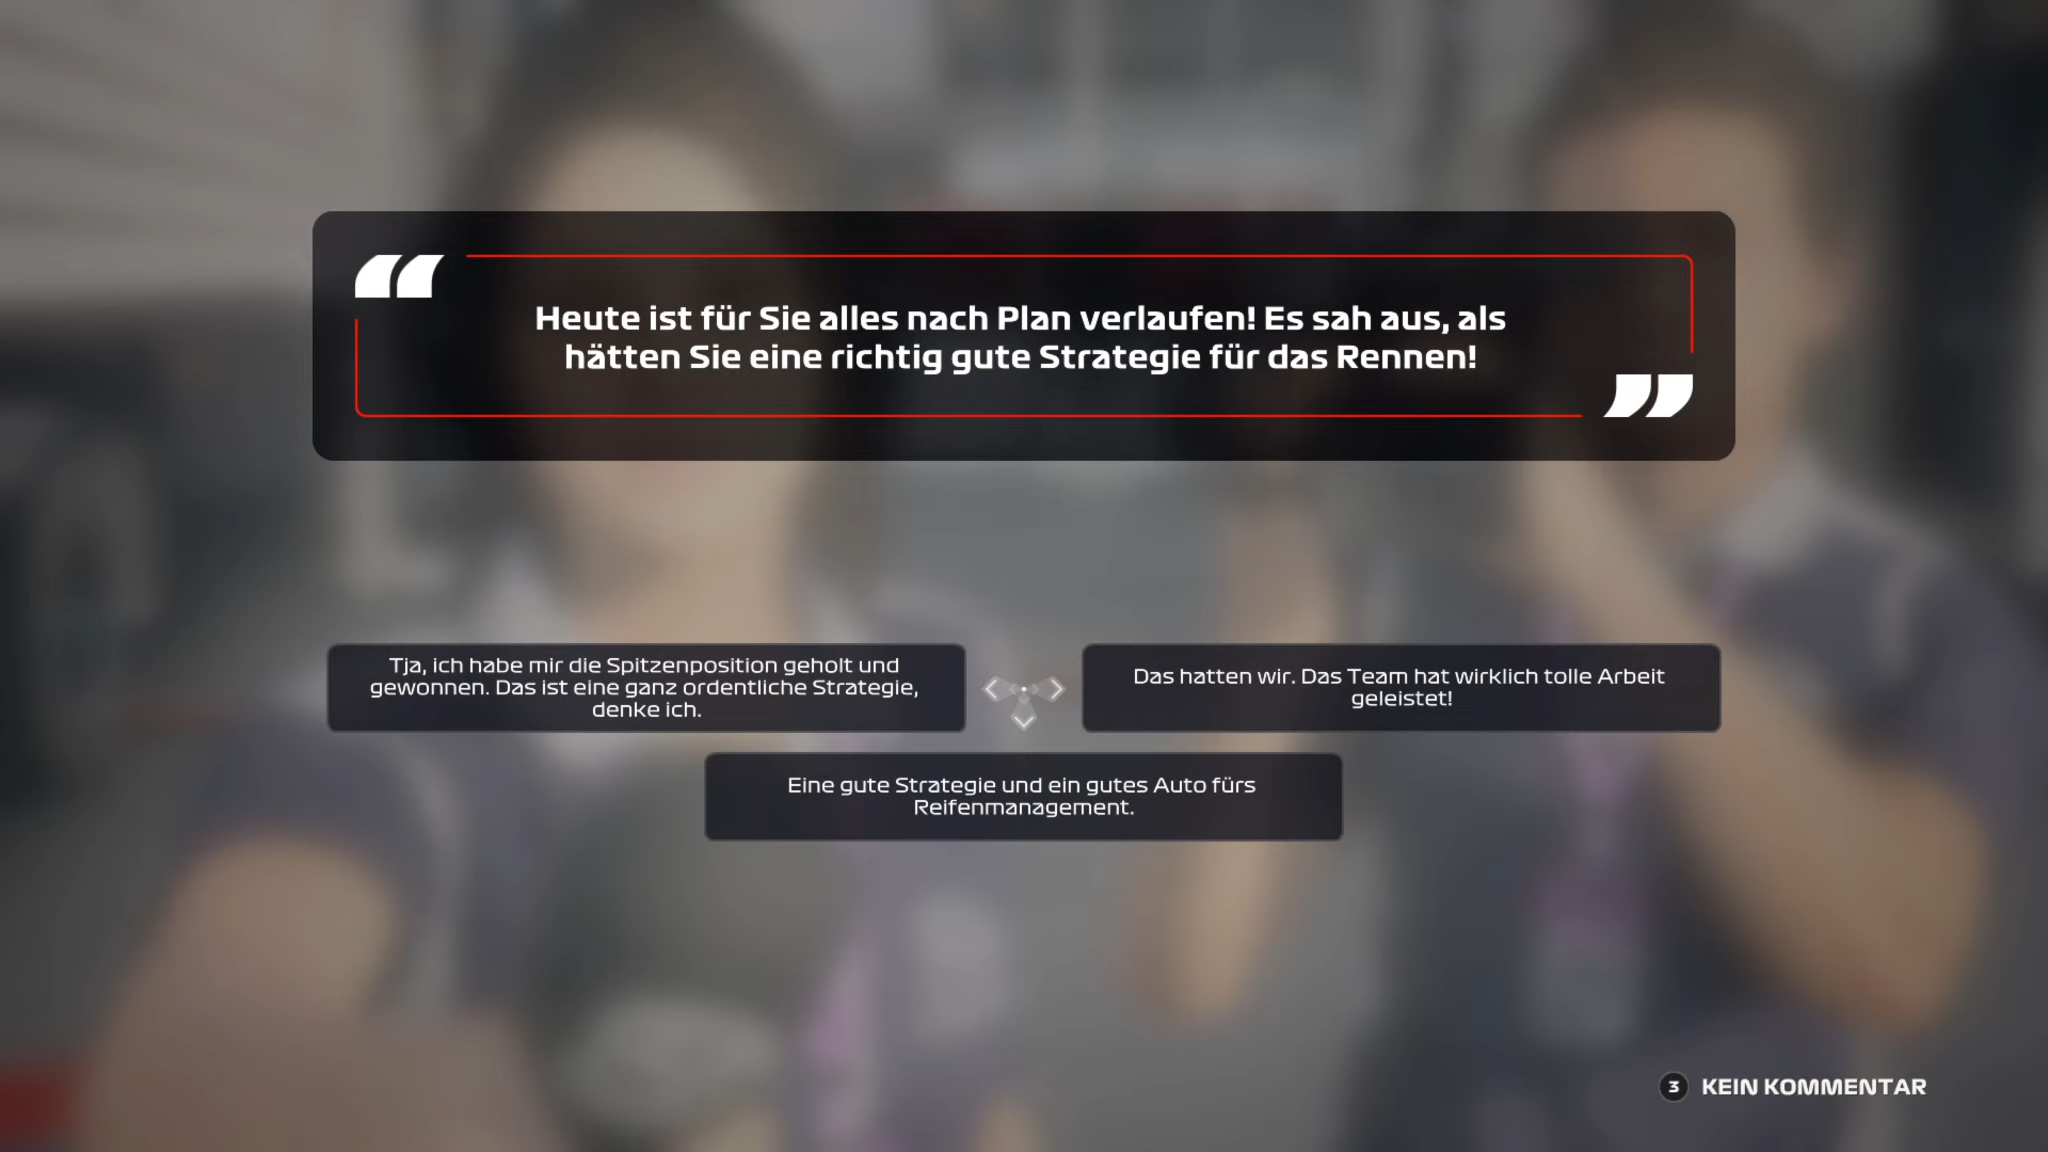 Heute ist für Sie alles nach Plan verlaufen! Es sah aus, als
hätten Sie eine richtig gute Strategie für das Rennen!
Tja, ich habe mir die Spitzenposition geholt und
gewonnen. Das ist eine ganz ordentliche Strategie,
denke ich.
Das hatten wir. Das Team hat wirklich tolle Arbeit
geleistet!
Eine gute Strategie und ein gutes Auto fürs
Reifenmanagement.
3 KEIN KOMMENTAR